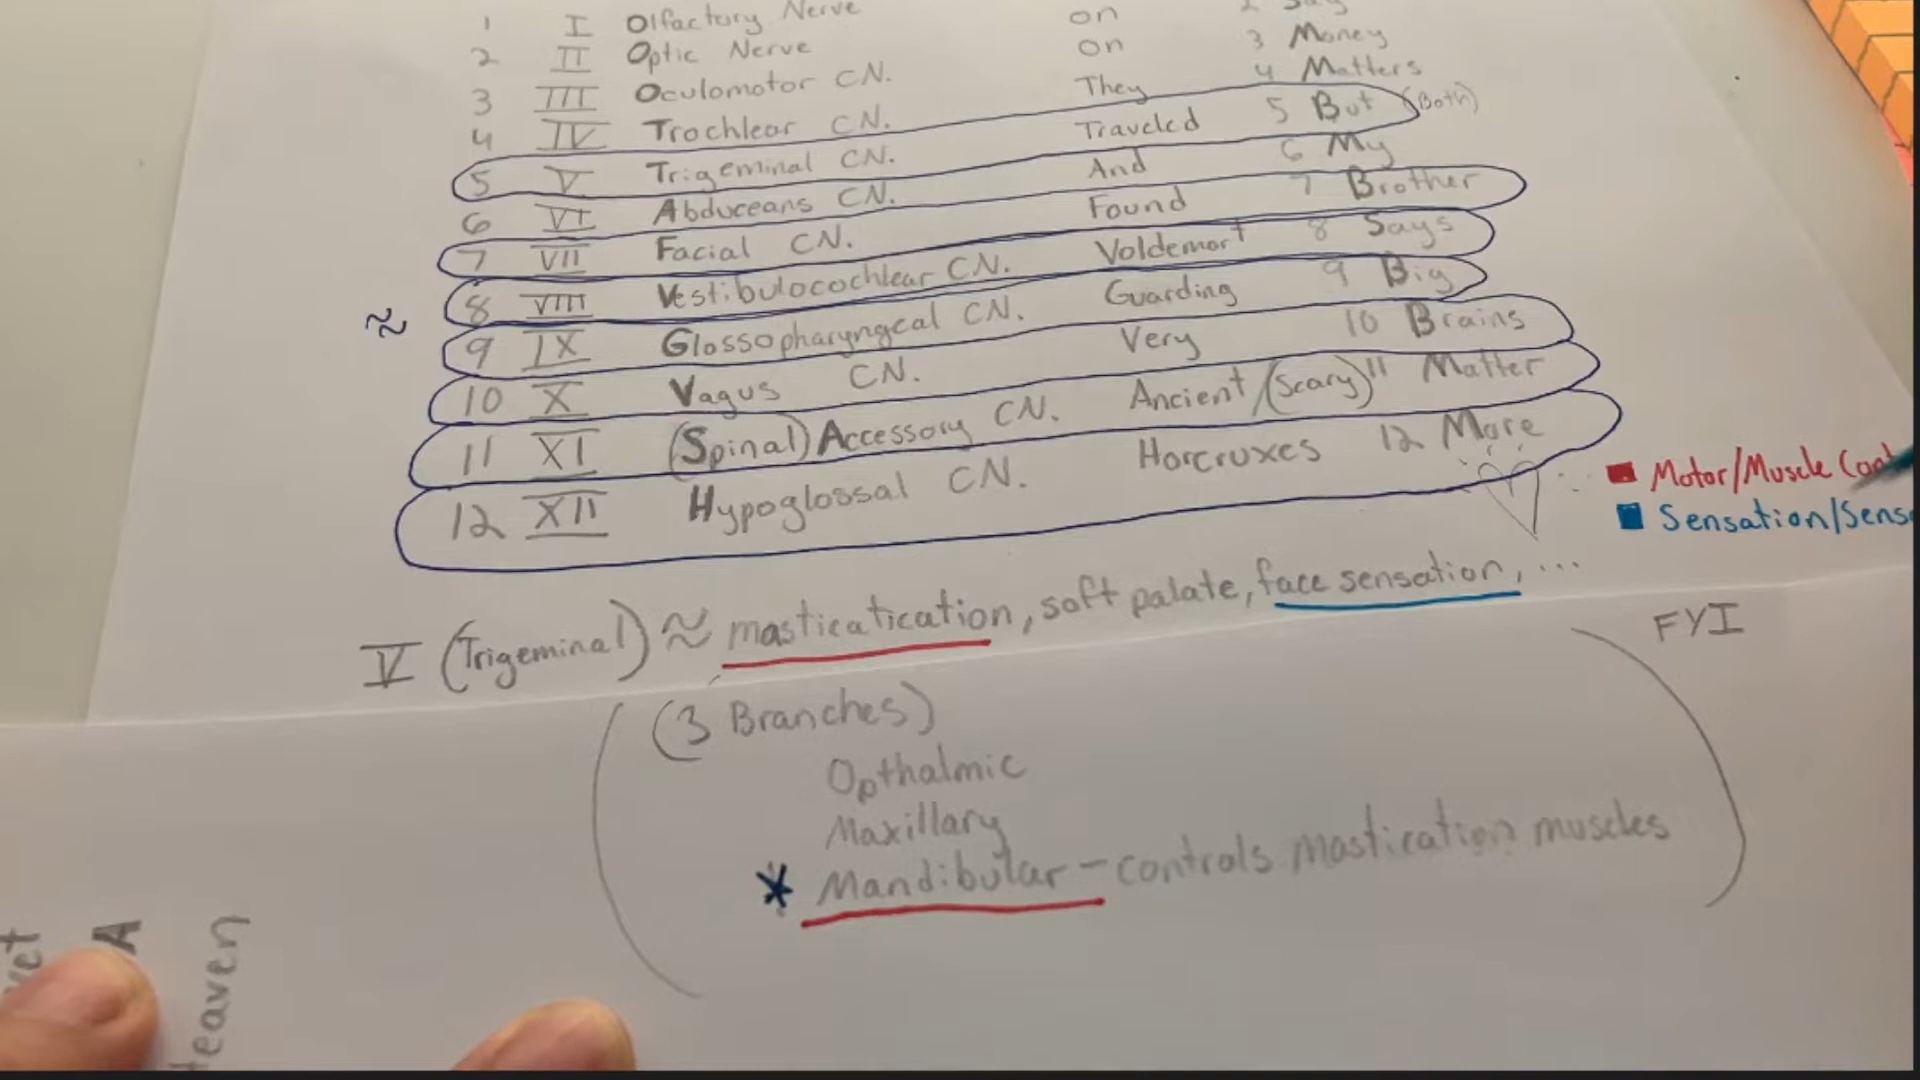 1 I Olfactory Nerve on 2 Say
2 II Optic Nerve on 3 Money
3 III Oculomotor CN. They 4 Matters
4 IV Trochlear CN. Traveled 5 But (Both)
5 V Trigeminal CN. And 6 My
6 VI Abduceans CN. Found 7 Brother
7 VII Facial CN. Voldemort 8 Says
8 VIII Vestibulocochlear CN. Guarding 9 Big
9 IX Glossopharyngeal CN. Very 10 Brains
10 X Vagus CN. Ancient/(Scary) 11 Matter
11 XI (Spinal) Accessory CN. Horcruxes 12 More
12 XII Hypoglossal CN.
≈
Motor/Muscle
Sensation/Sens
V (Trigeminal) ≈ masticatication, soft palate, face sensation, ...
FYI
(3 Branches)
Opthalmic
Maxillary
* Mandibular - controls mastication muscles
A
Heaven